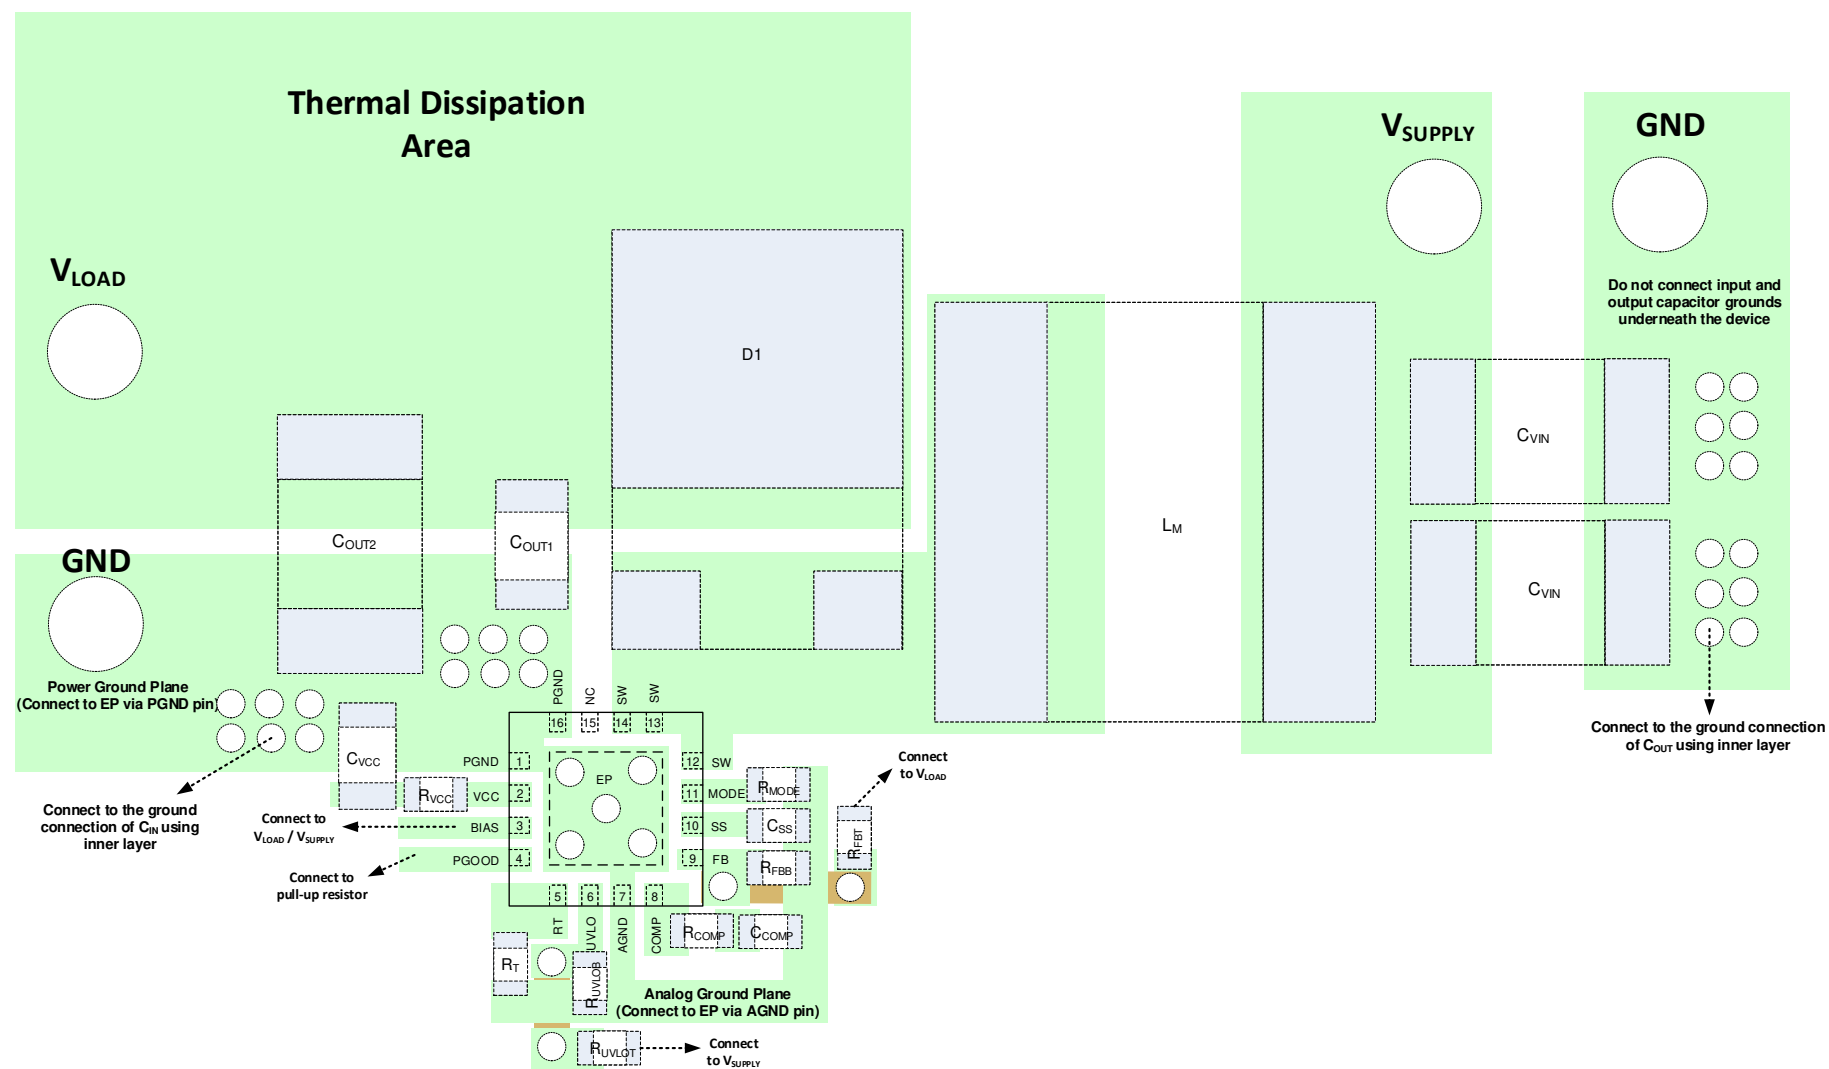 Thermal Dissipation
Area
VSUPPLY
GND
VLOAD
Do not connect input and
output capacitor grounds
underneath the device
D1
CVIN
LM
COUT2
COUT1
GND
CVIN
Power Ground Plane
(Connect to EP via PGND pin)
PGND
NC
SW
SW
16
15
14
13
Connect to the ground connection
of COUT using inner layer
CVCC
PGND
1
EP
12
SW
Connect
to VLOAD
RVCC
VCC
2
11
MODE
RMODE
Connect to the ground
connection of CIN using
inner layer
Connect to
VLOAD / VSUPPLY
BIAS
3
10
SS
CSS
RFBT
PGOOD
4
9
FB
RFBB
Connect to
pull-up resistor
5
6
7
8
RT
UVLO
AGND
COMP
RCOMP
CCOMP
RT
RUVLOB
Analog Ground Plane
(Connect to EP via AGND pin)
RUVLOT
Connect
to VSUPPLY